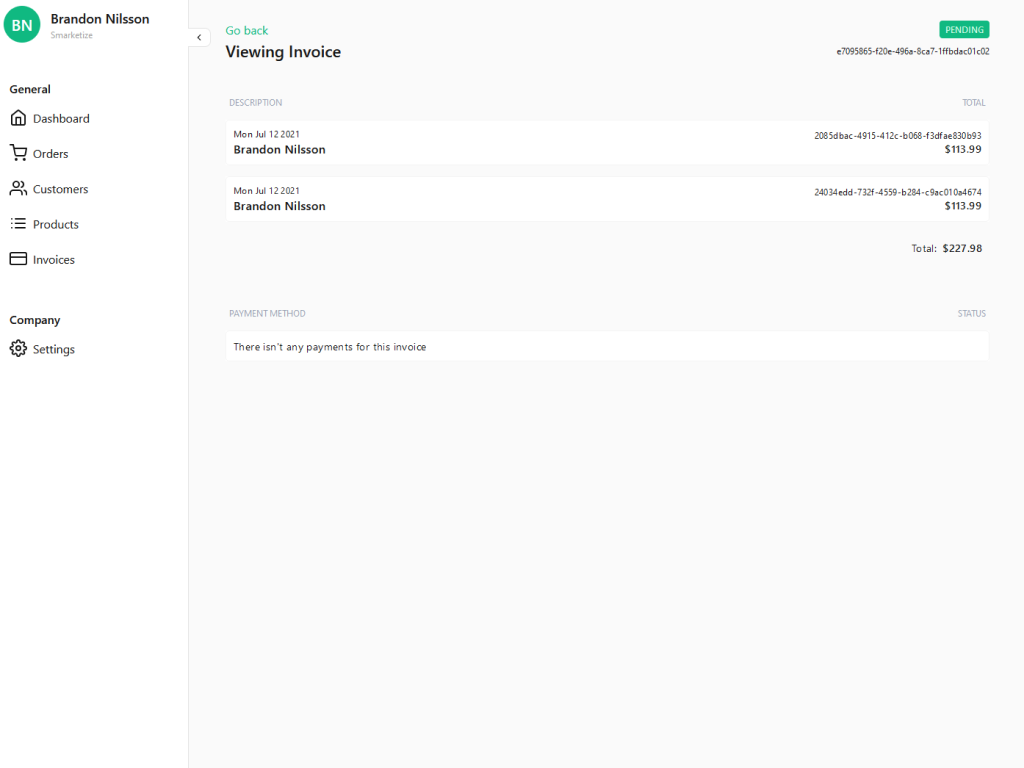 BN
Brandon Nilsson
Smarketize
General
Dashboard
Orders
Customers
Products
Invoices
Company
Settings
Go back
Viewing Invoice
PENDING
e7095865-f20e-496a-8ca7-1ffbdac01c02
DESCRIPTION TOTAL
Mon Jul 12 2021 2085dbac-4915-412c-b068-f3dfae830b93
Brandon Nilsson $113.99
Mon Jul 12 2021 24034edd-732f-4559-b284-c9ac010a4674
Brandon Nilsson $113.99
Total: $227.98
PAYMENT METHOD STATUS
There isn't any payments for this invoice